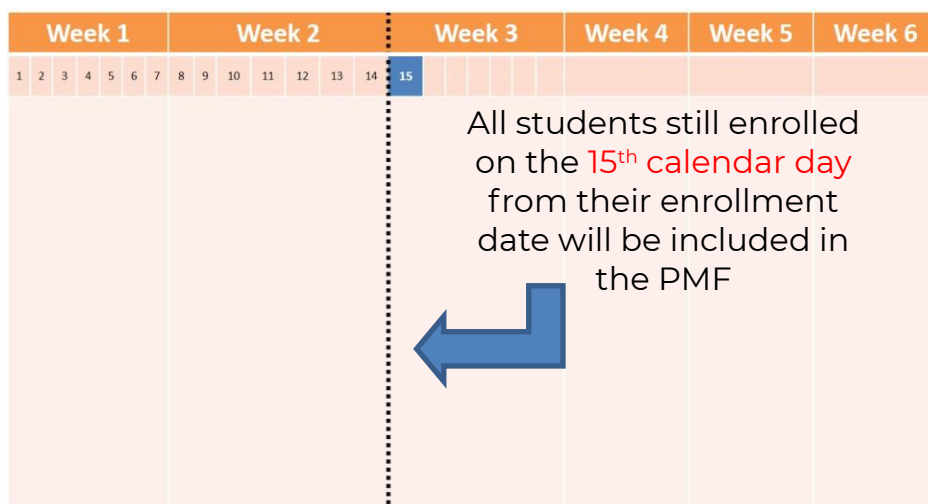 Week 1 Week 2 Week 3 Week 4 Week 5 Week 6
1 2 3 4 5 6 7 8 9 10 11 12 13 14 15
All students still enrolled
on the 15th calendar day
from their enrollment
date will be included in
the PMF